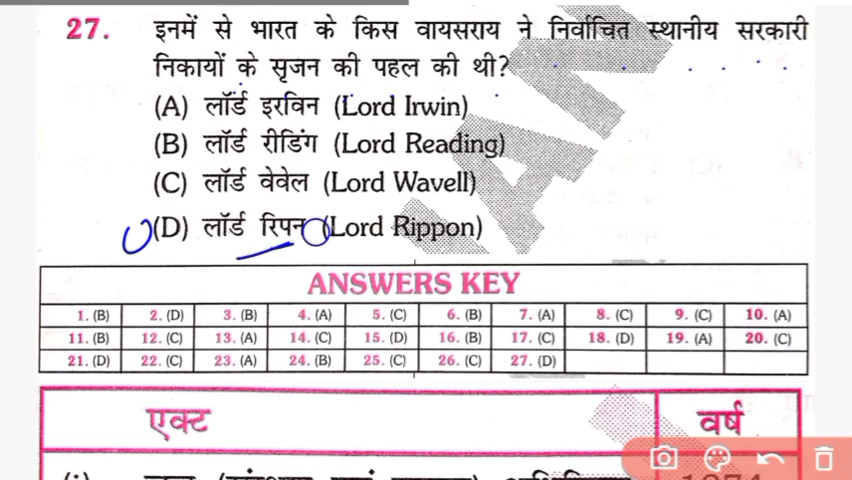 27. इनमें से भारत के किस वायसराय ने निर्वाचित स्थानीय सरकारी
निकायों के सृजन की पहल की थी?
(A) लॉर्ड इरविन (Lord Irwin)
(B) लॉर्ड रीडिंग (Lord Reading)
(C) लॉर्ड वेवेल (Lord Wavell)
(D) लॉर्ड रिपन (Lord Rippon)
ANSWERS KEY
1. (B) 2. (D) 3. (B) 4. (A) 5. (C) 6. (B) 7. (A) 8. (C) 9. (C) 10. (A)
11. (B) 12. (C) 13. (A) 14. (C) 15. (D) 16. (B) 17. (C) 18. (D) 19. (A) 20. (C)
21. (D) 22. (C) 23. (A) 24. (B) 25. (C) 26. (C) 27. (D)
एक्ट वर्ष